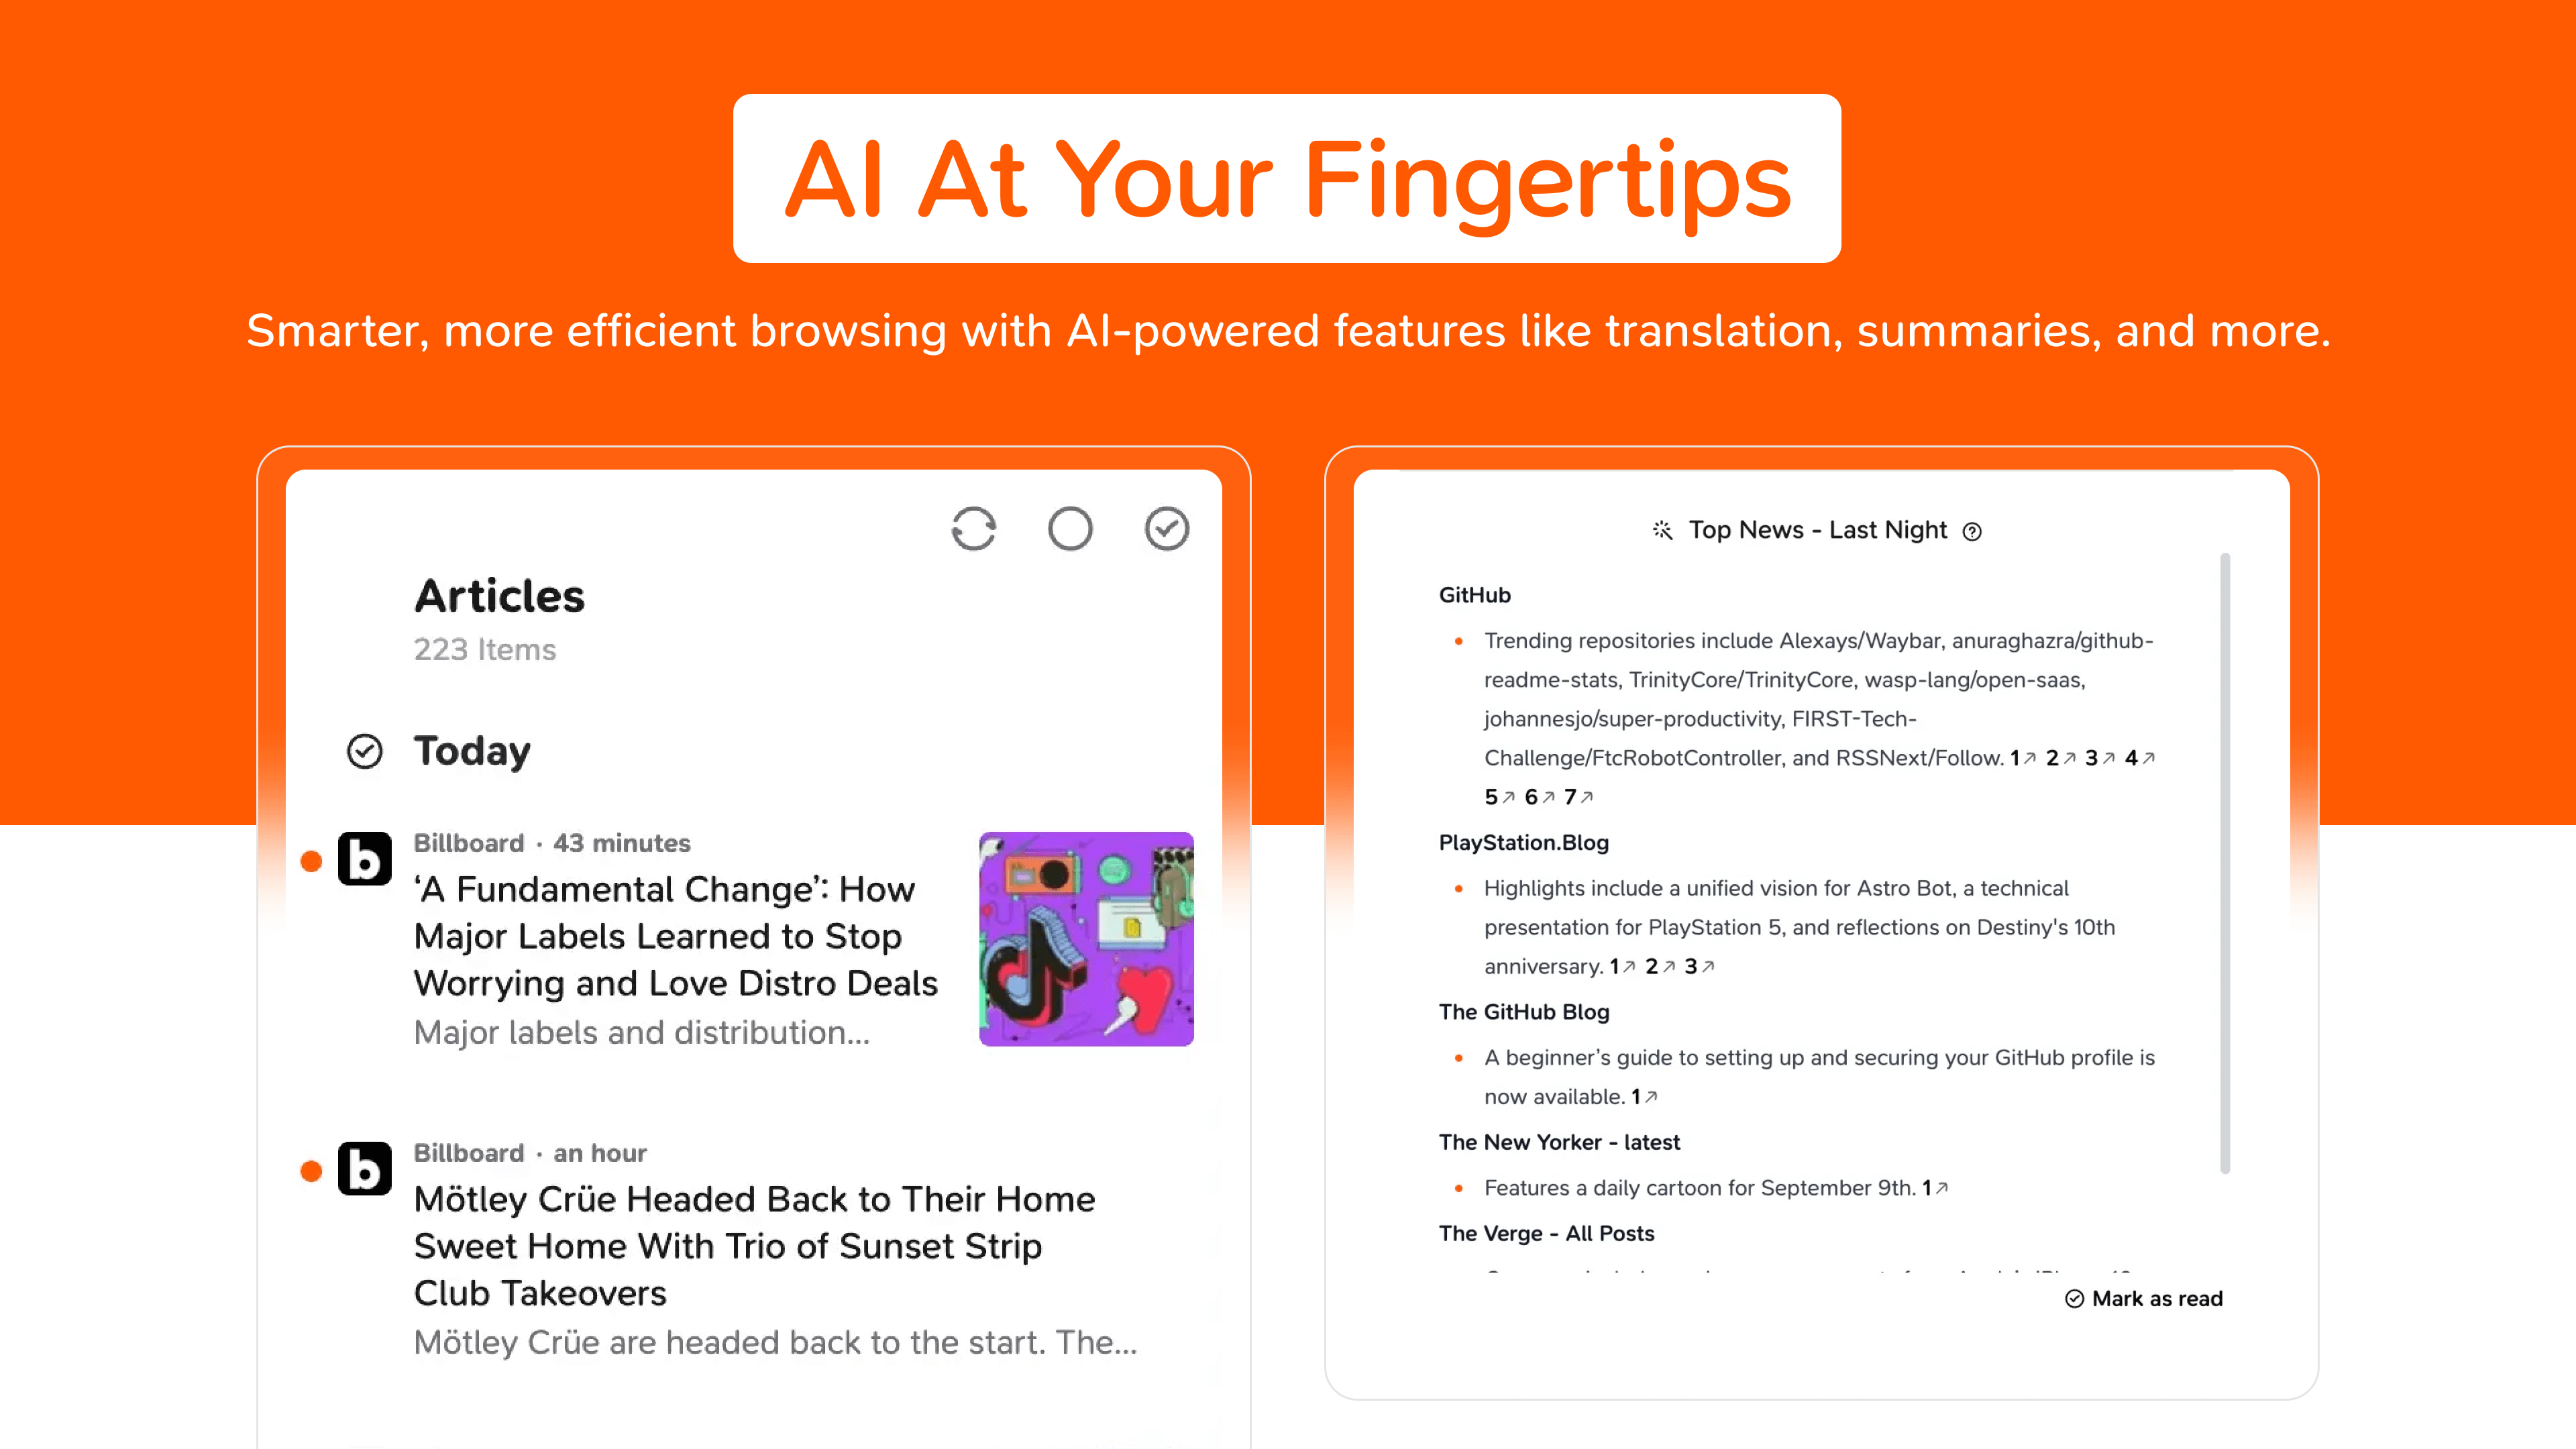 AI At Your Fingertips
Smarter, more efficient browsing with AI-powered features like translation, summaries, and more.
Articles
223 Items
Today
b
Billboard · 43 minutes
‘A Fundamental Change’: How
Major Labels Learned to Stop
Worrying and Love Distro Deals
Major labels and distribution...
b
Billboard · an hour
Mötley Crüe Headed Back to Their Home
Sweet Home With Trio of Sunset Strip
Club Takeovers
Mötley Crüe are headed back to the start. The...
Top News - Last Night
GitHub
Trending repositories include Alexays/Waybar, anuraghazra/github-
readme-stats, TrinityCore/TrinityCore, wasp-lang/open-saas,
johannesjo/super-productivity, FIRST-Tech-
Challenge/FtcRobotController, and RSSNext/Follow. 1↗ 2↗ 3↗ 4↗
5↗ 6↗ 7↗
PlayStation.Blog
Highlights include a unified vision for Astro Bot, a technical
presentation for PlayStation 5, and reflections on Destiny's 10th
anniversary. 1↗ 2↗ 3↗
The GitHub Blog
A beginner’s guide to setting up and securing your GitHub profile is
now available. 1↗
The New Yorker - latest
Features a daily cartoon for September 9th. 1↗
The Verge - All Posts
Mark as read